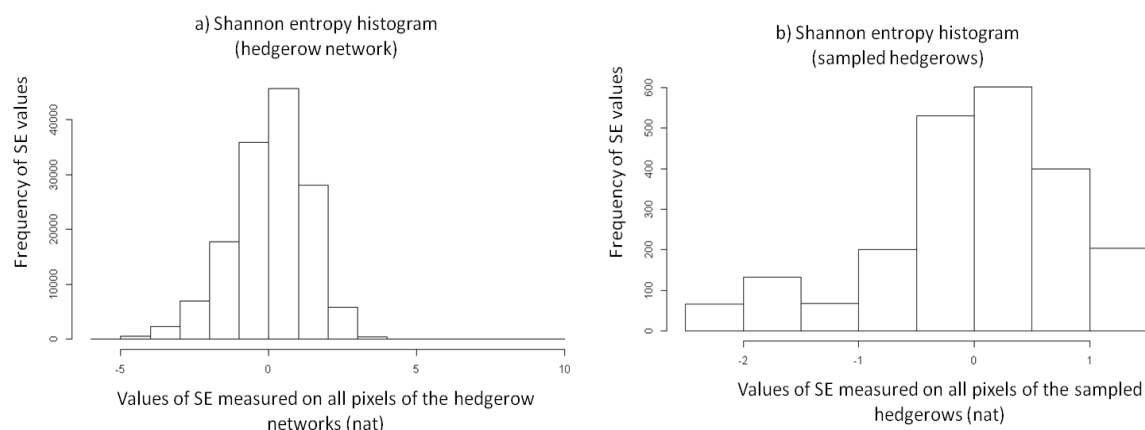 a) Shannon entropy histogram
(hedgerow network)
Frequency of SE values
40000
30000
20000
10000
0
-5
0
5
10
Values of SE measured on all pixels of the hedgerow
networks (nat)
b) Shannon entropy histogram
(sampled hedgerows)
Frequency of SE values
600
500
400
300
200
100
0
-2
-1
0
1
Values of SE measured on all pixels of the sampled
hedgerows (nat)